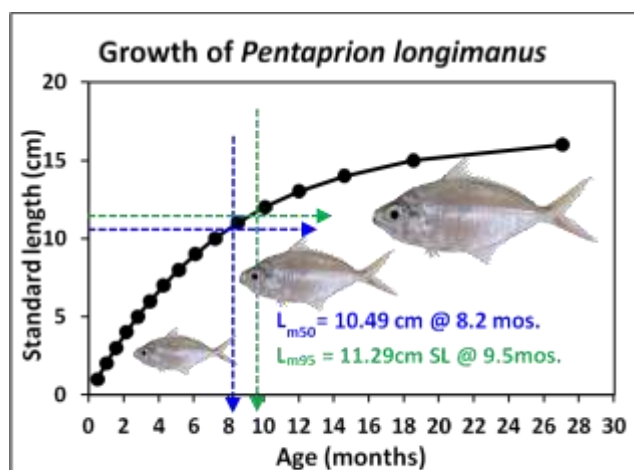 Growth of Pentaprion longimanus
20
15
10
5
0
Standard length (cm)
Lm50 = 10.49 cm @ 8.2 mos.
Lm95 = 11.29cm SL @ 9.5mos.
0 2 4 6 8 10 12 14 16 18 20 22 24 26 28 30
Age (months)